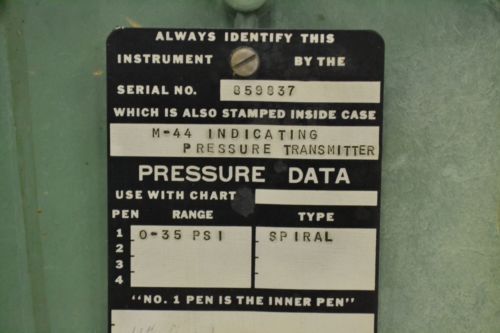 ALWAYS IDENTIFY THIS
INSTRUMENT BY THE
SERIAL NO. 859837
WHICH IS ALSO STAMPED INSIDE CASE
M-44 INDICATING
PRESSURE TRANSMITTER
PRESSURE DATA
USE WITH CHART
PEN RANGE TYPE
1 0-35 PSI SPIRAL
2
3
4
"NO. 1 PEN IS THE INNER PEN"